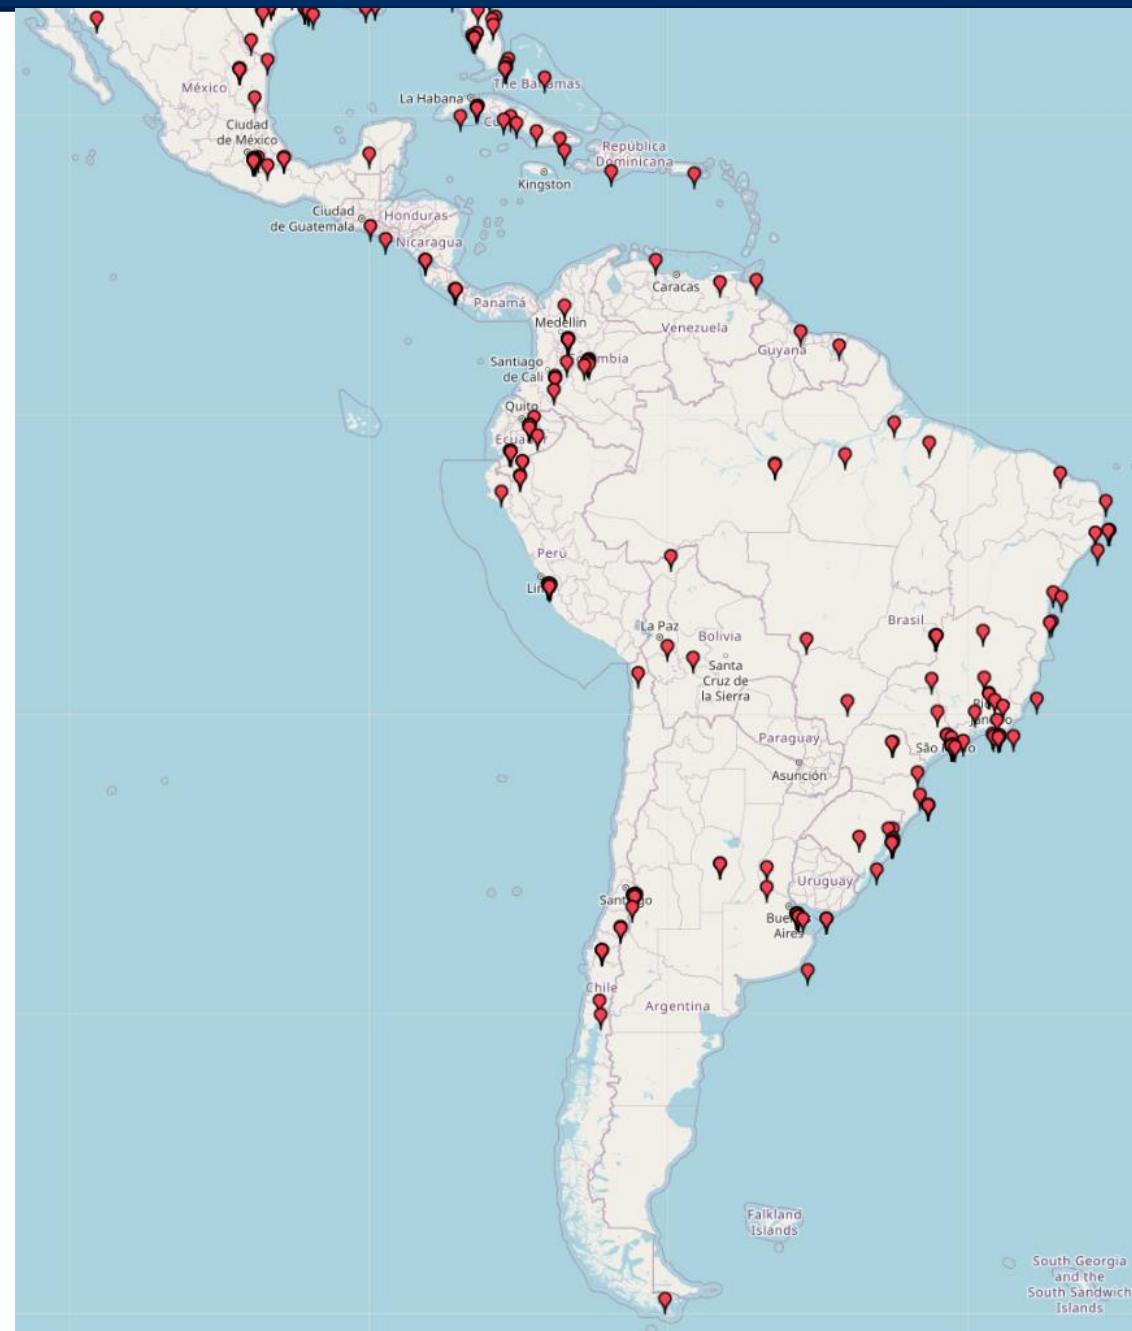 The Bahamas
México
La Habana
Ciudad
de México
República
Dominicana
Kingston
Ciudad
de Guatemala
Honduras
Nicaragua
Caracas
Panamá
Medellín
Venezuela
Guyana
Santiago
de Cali
Quito
Perú
Brasil
La Paz
Bolivia
Santa
Cruz de
la Sierra
Paraguay
Asunción
Uruguay
Aires
Chile
Argentina
Falkland
Islands
South Georgia
and the
South Sandwich
Islands